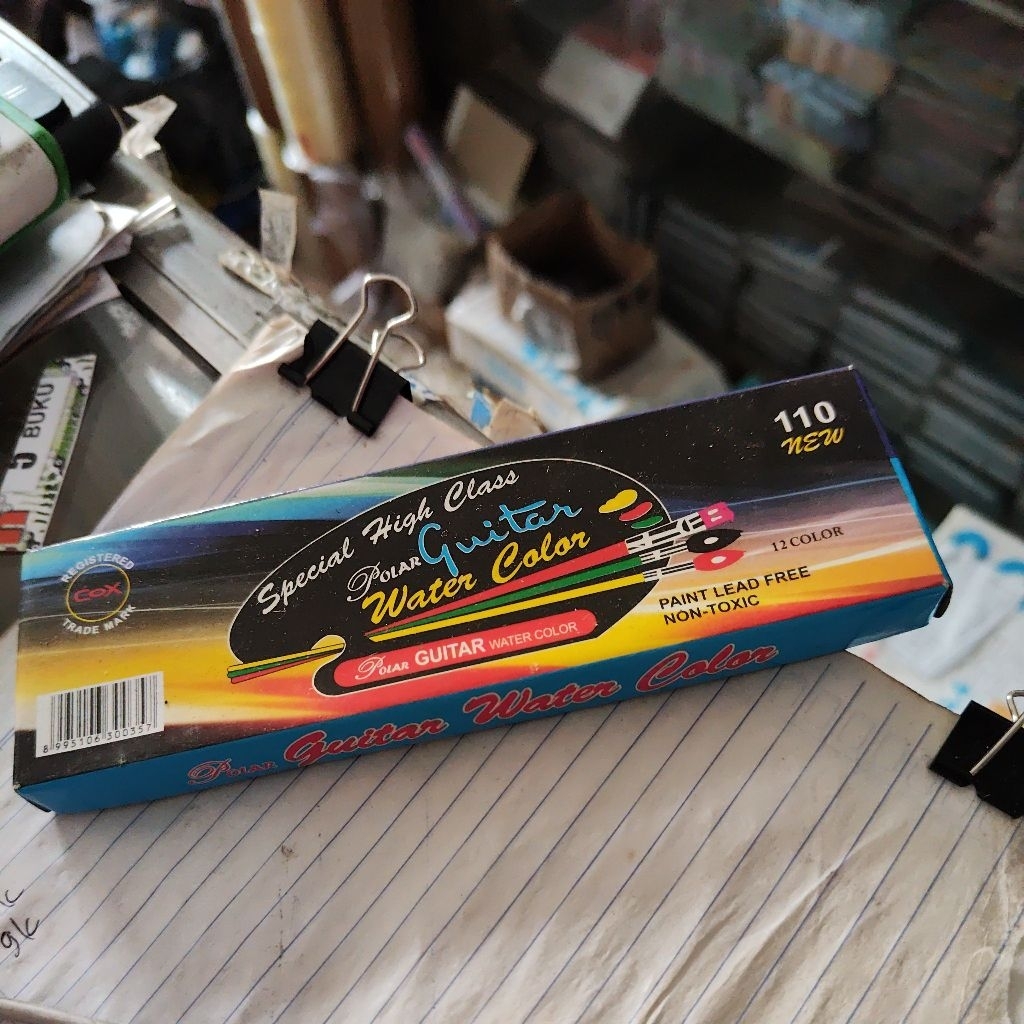 110
NEW
Special High Class
POLAR Guitar
Water Color
12 COLOR
PAINT LEAD FREE
NON-TOXIC
POLAR GUITAR WATER COLOR
REGISTERED
COX
TRADE MARK
8 995106 300357
POLAR Guitar Water Color
5 BUKU